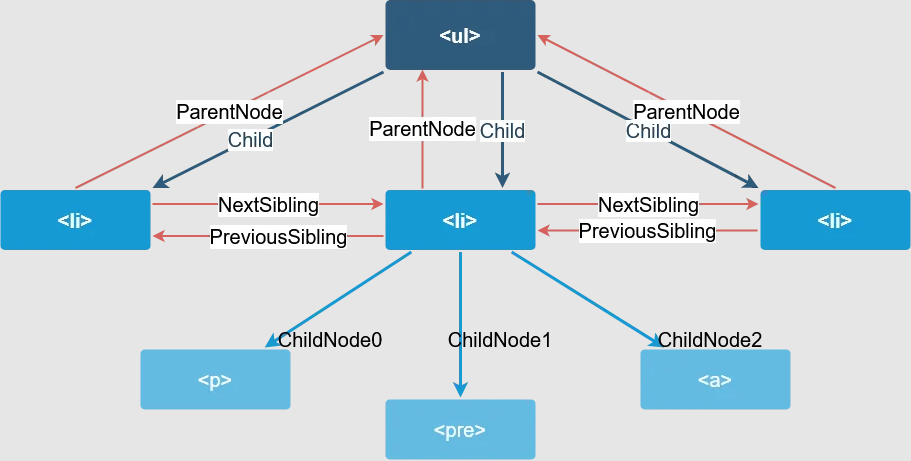 <ul>
ParentNode
ParentNode
ParentNode
Child
Child
Child
<li>
NextSibling
<li>
NextSibling
<li>
PreviousSibling
PreviousSibling
ChildNode0
ChildNode1
ChildNode2
<p>
<a>
<pre>